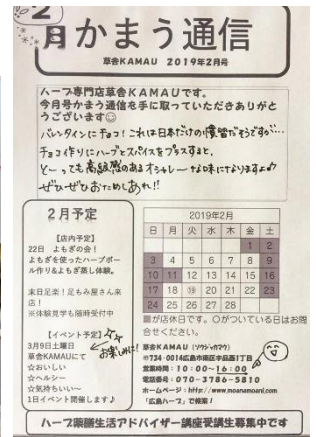 2月 かまう通信
草舎KAMAU 2019年2月号
ハーブ専門店草舎KAMAUです。
今月号かまう通信を手に取っていただきありがと
うございます☺
バレンタインにチョコ！これは日本だけの慣習だそうですが…
チョコ作りにハーブとスパイスをプラスすると、
と～っても高級感のあるオシャレ～な味になりますよ♪
ぜひぜひおためしあれ!!
2月予定
【店内予定】
22日 よもぎの会！
よもぎを使ったハーブボー
ル作り&よもぎ蒸し体験。
末日足楽！足もみ屋さん来
店！
※体験見学も随時受付中
【イベント予定】
3月9日土曜日
草舎KAMAUにて
お楽しみに！
☆おいしい
☆ヘルシー
☆気持ちいい～
1日イベント開催します♪
2019年2月
日 月 火 水 木 金 土
1 2
3 4 5 6 7 8 9
10 11 12 13 14 15 16
17 18 ⑲ 20 21 22 23
24 25 26 27 28
■が店休日です。〇がついている日はお問
合せください。
草舎KAMAU（ソウジャカマウ）
〒734-0014広島市南区宇品西1丁目
営業時間：10：00～16：00
電話番号：070-3786-5810
ホームページ：http://www.moanamoani.com
「広島ハーブ」で検索！
ハーブ薬膳生活アドバイザー講座受講生募集中です